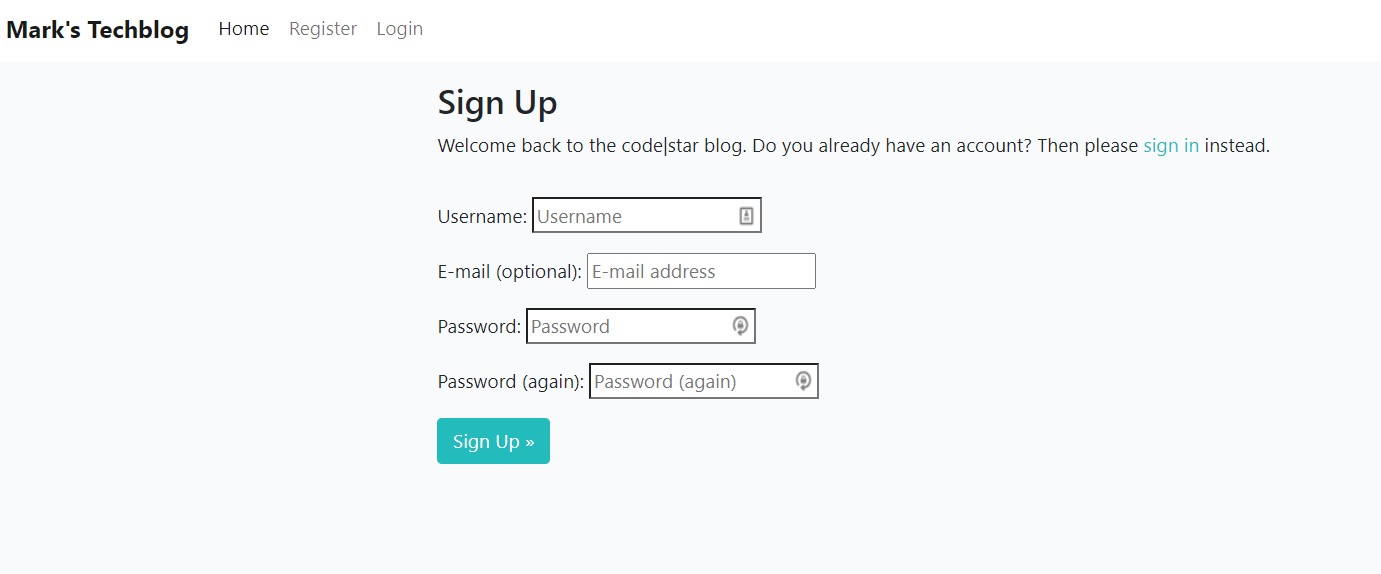 Mark's Techblog Home Register Login
Sign Up
Welcome back to the code|star blog. Do you already have an account? Then please sign in instead.
Username: Username
E-mail (optional): E-mail address
Password: Password
Password (again): Password (again)
Sign Up »